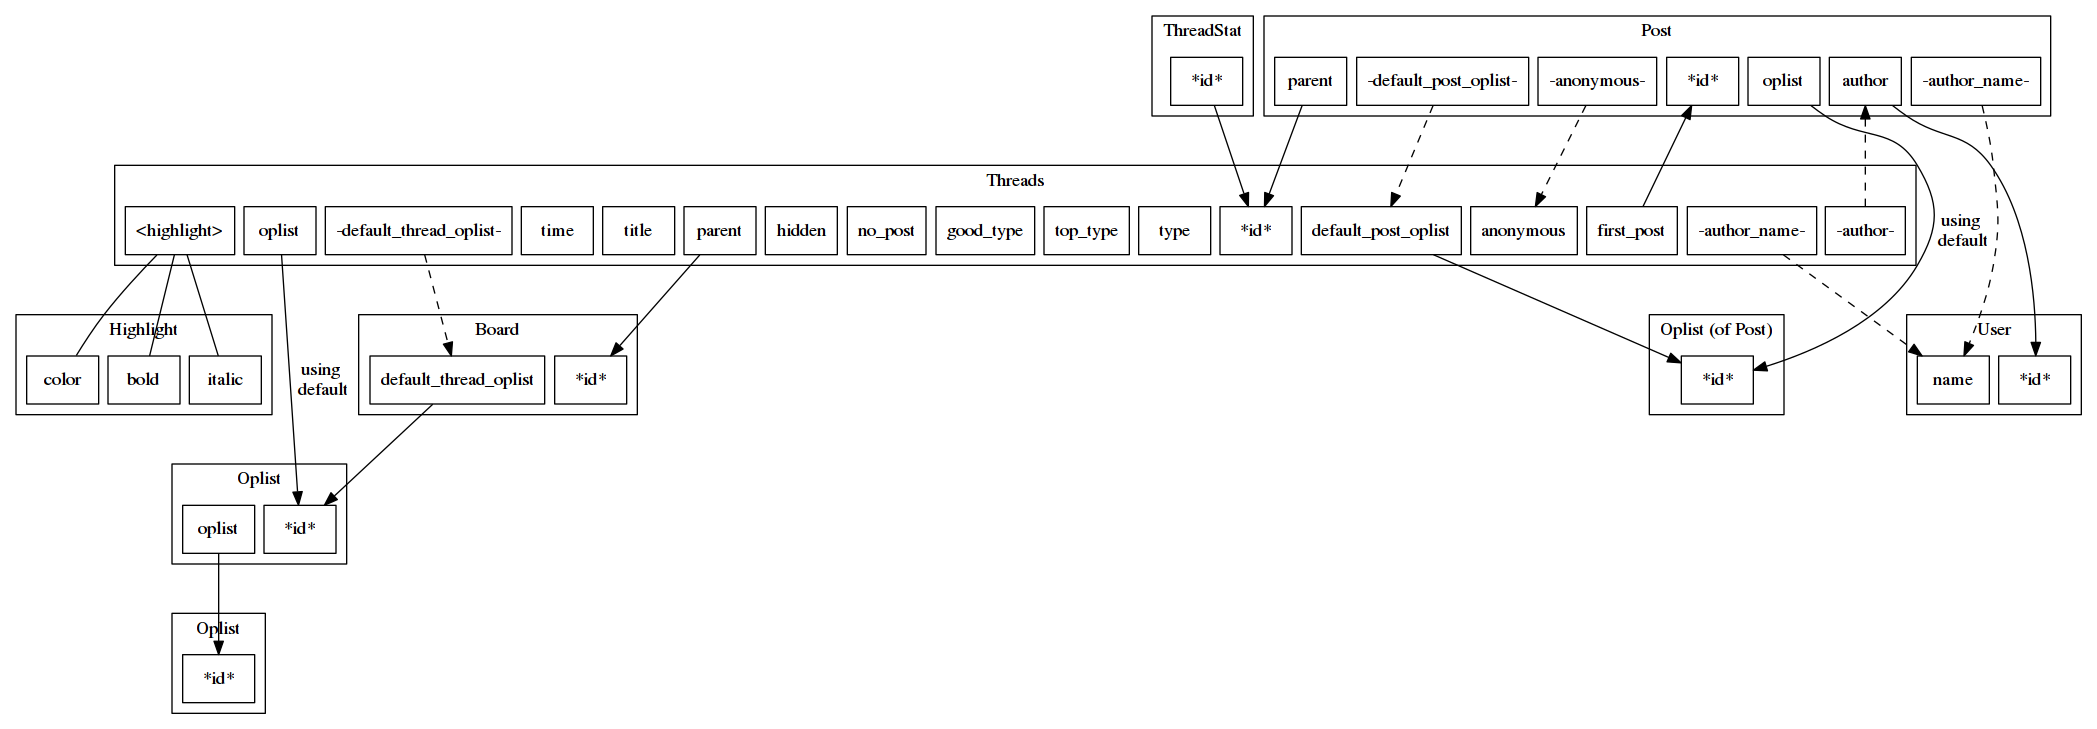 ThreadStat
Post
*id*
parent
-default_post_oplist-
-anonymous-
*id*
oplist
author
-author_name-
Threads
<highlight>
oplist
-default_thread_oplist-
time
title
parent
hidden
no_post
good_type
top_type
type
*id*
default_post_oplist
anonymous
first_post
-author_name-
-author-
using
default
Highlight
color
bold
italic
using
default
Board
default_thread_oplist
*id*
Oplist (of Post)
*id*
User
name
*id*
Oplist
oplist
*id*
Oplist
*id*